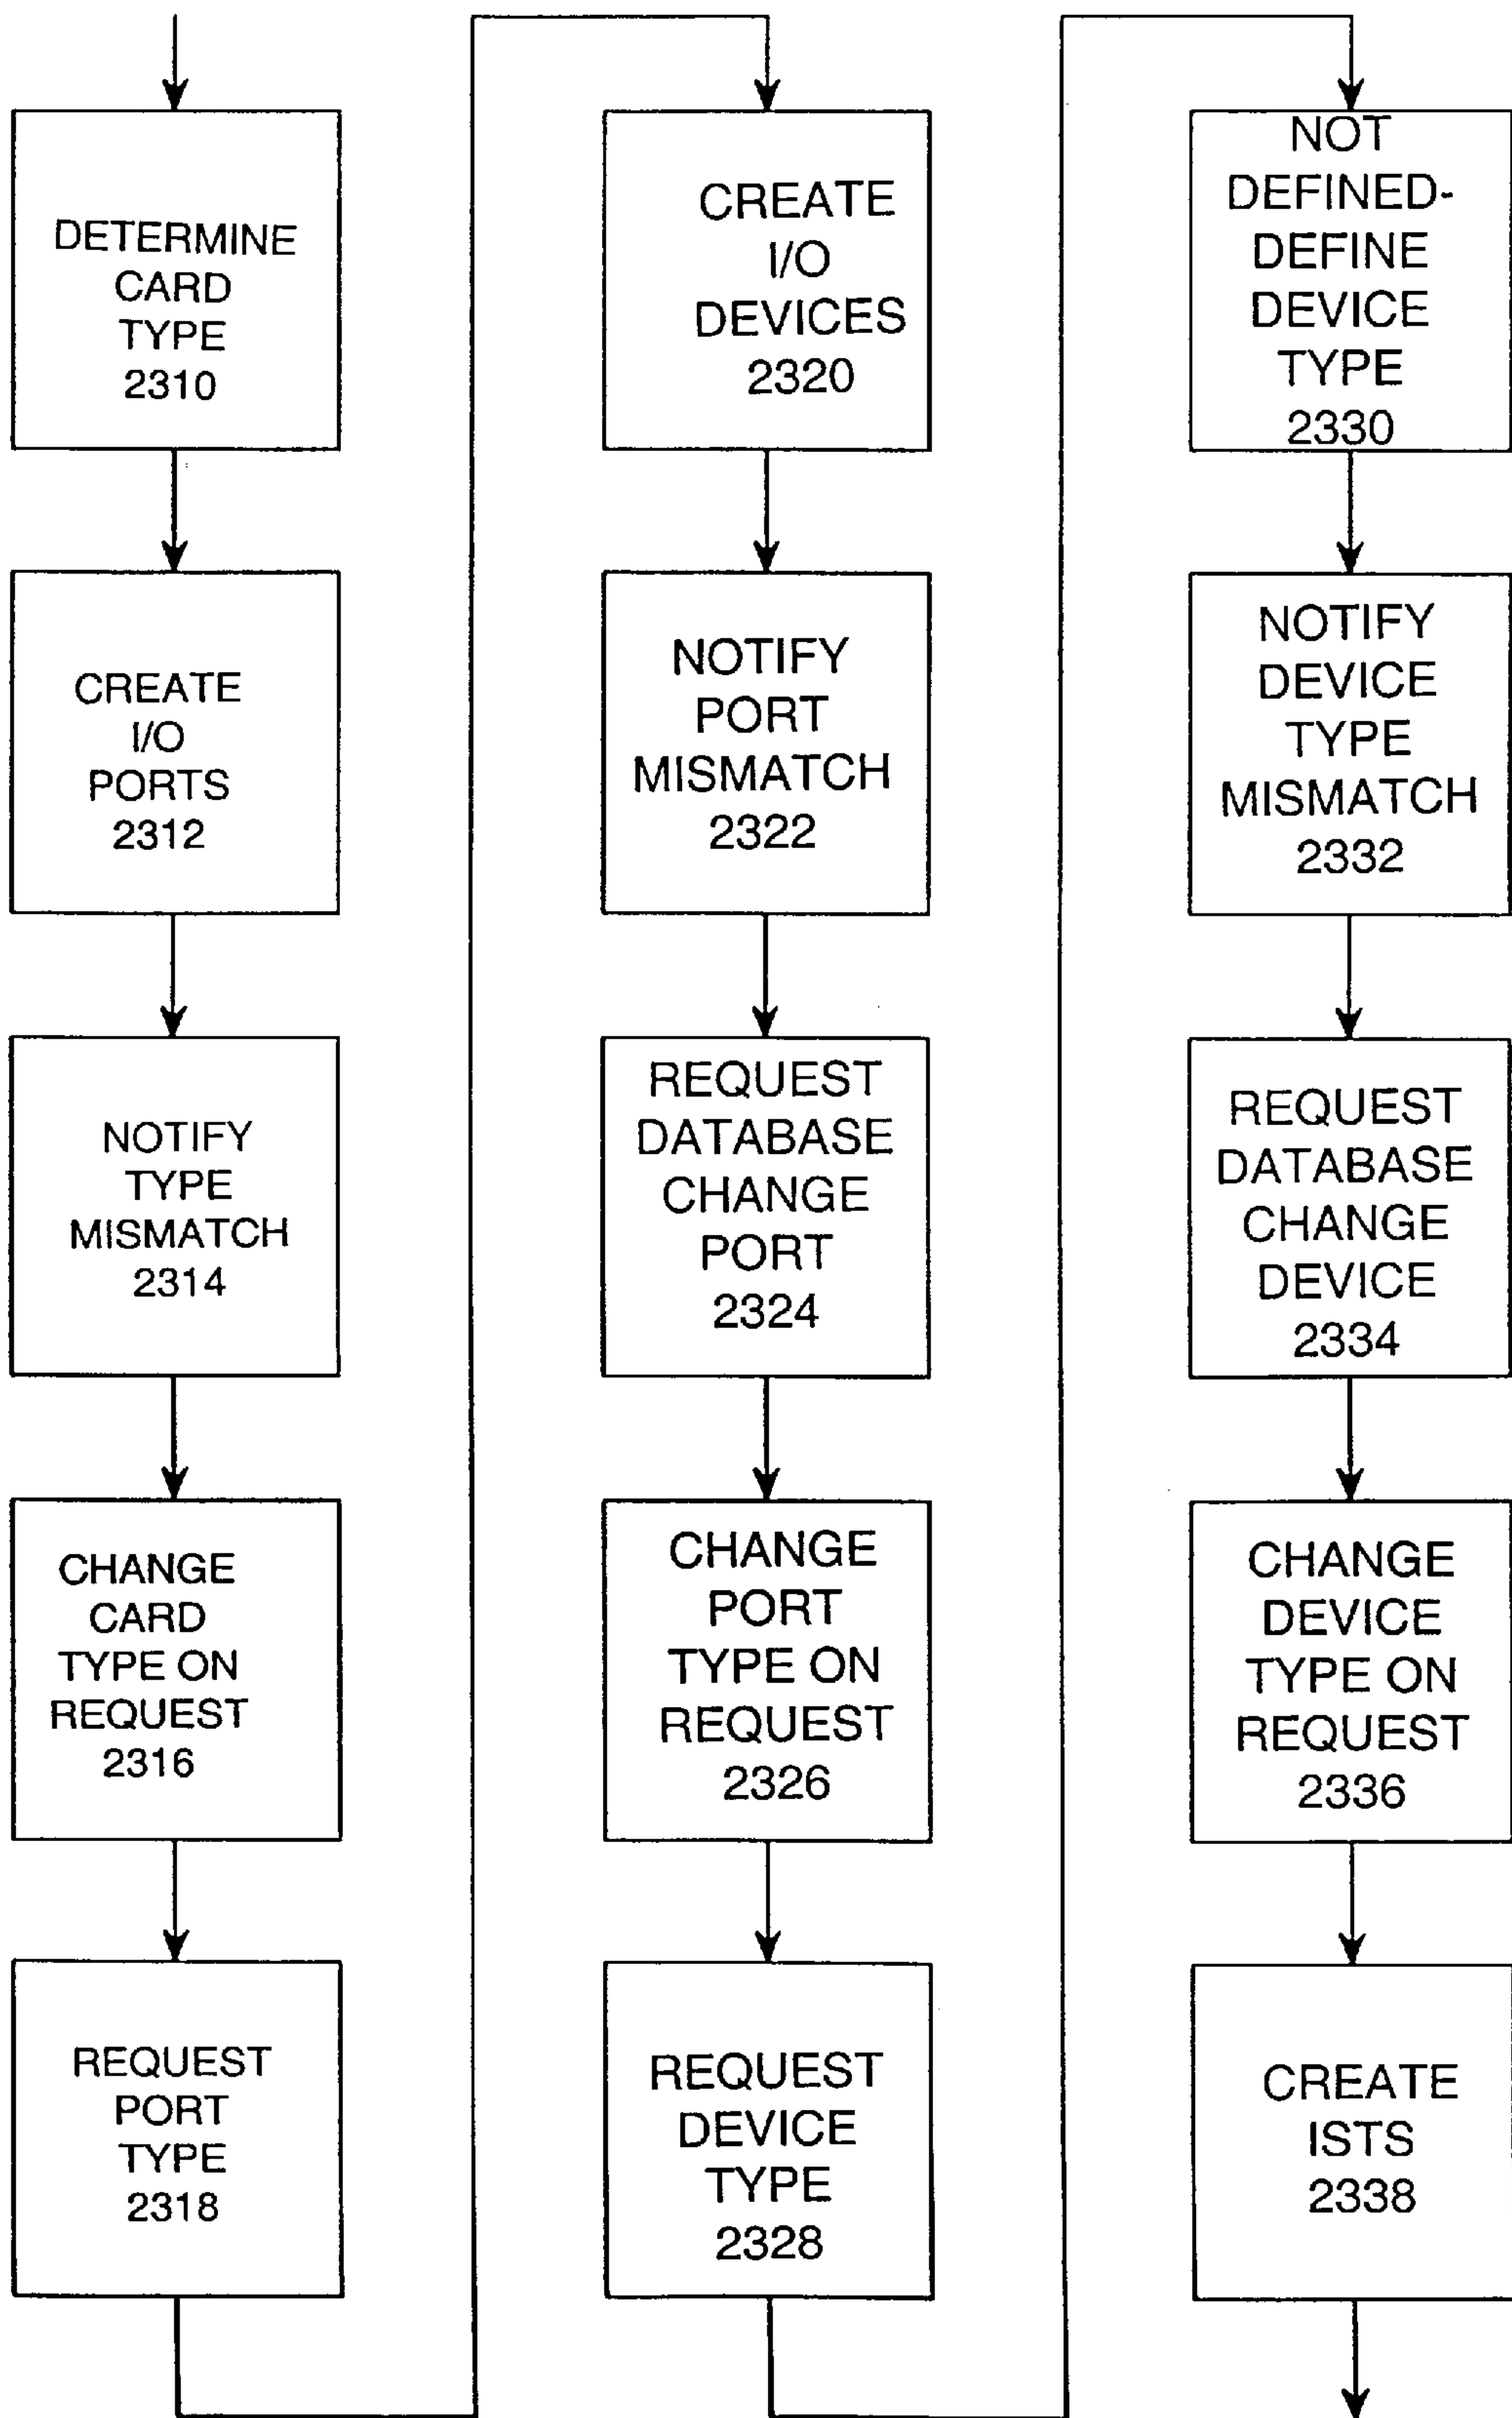 DETERMINE
CARD
TYPE
2310
CREATE
I/O
PORTS
2312
NOTIFY
TYPE
MISMATCH
2314
CHANGE
CARD
TYPE ON
REQUEST
2316
REQUEST
PORT
TYPE
2318
CREATE
I/O
DEVICES
2320
NOTIFY
PORT
MISMATCH
2322
REQUEST
DATABASE
CHANGE
PORT
2324
CHANGE
PORT
TYPE ON
REQUEST
2326
REQUEST
DEVICE
TYPE
2328
NOT
DEFINED-
DEFINE
DEVICE
TYPE
2330
NOTIFY
DEVICE
TYPE
MISMATCH
2332
REQUEST
DATABASE
CHANGE
DEVICE
2334
CHANGE
DEVICE
TYPE ON
REQUEST
2336
CREATE
ISTS
2338